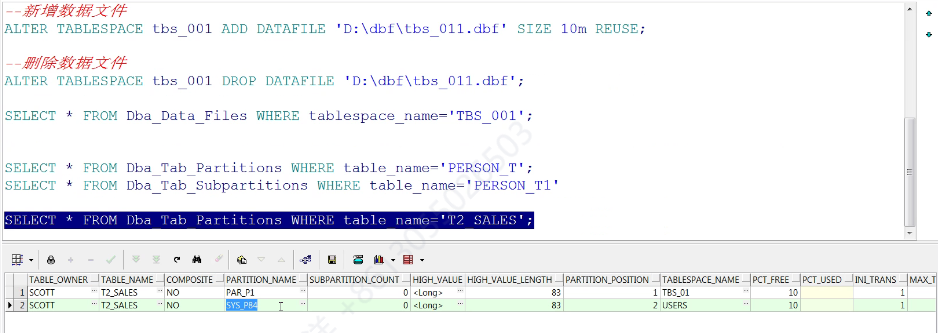 --新增数据文件
ALTER TABLESPACE tbs_001 ADD DATAFILE 'D:\dbf\tbs_011.dbf' SIZE 10m REUSE;
--删除数据文件
ALTER TABLESPACE tbs_001 DROP DATAFILE 'D:\dbf\tbs_011.dbf';
SELECT * FROM Dba_Data_Files WHERE tablespace_name='TBS_001';
SELECT * FROM Dba_Tab_Partitions WHERE table_name='PERSON_T';
SELECT * FROM Dba_Tab_Subpartitions WHERE table_name='PERSON_T1'
SELECT * FROM Dba_Tab_Partitions WHERE table_name='T2_SALES';
TABLE_OWNER TABLE_NAME COMPOSITE PARTITION_NAME SUBPARTITION_COUNT HIGH_VALUE HIGH_VALUE_LENGTH PARTITION_POSITION TABLESPACE_NAME PCT_FREE PCT_USED INI_TRANS MAX_T
1 SCOTT T2_SALES NO PAR_P1 0 <Long> 83 1 TBS_01 10 1
2 SCOTT T2_SALES NO SYS_P84 0 <Long> 83 2 USERS 10 1